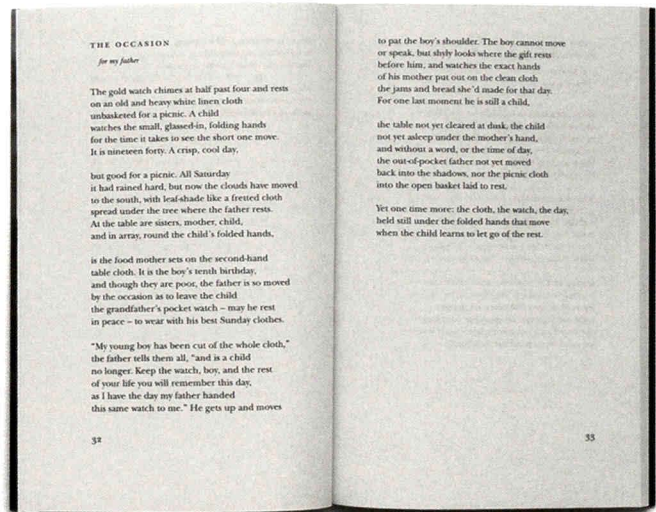 THE OCCASION
for my father
The gold watch chimes at half past four and rests
on an old and heavy white linen cloth
unbasketed for a picnic. A child
watches the small, glassed-in, folding hands
for the time it takes to see the short one move.
It is nineteen forty. A crisp, cool day,
but good for a picnic. All Saturday
it had rained hard, but now the clouds have moved
to the south, with leaf-shade like a fretted cloth
spread under the tree where the father rests.
At the table are sisters, mother, child,
and in array, round the child's folded hands,
is the food mother sets on the second-hand
table cloth. It is the boy's tenth birthday,
and though they are poor, the father is so moved
by the occasion as to leave the child
the grandfather's pocket watch – may he rest
in peace – to wear with his best Sunday clothes.
"My young boy has been cut of the whole cloth,"
the father tells them all, "and is a child
no longer. Keep the watch, boy, and the rest
of your life you will remember this day,
as I have the day my father handed
this same watch to me." He gets up and moves
32
to pat the boy's shoulder. The boy cannot move
or speak, but shyly looks where the gift rests
before him, and watches the exact hands
of his mother put out on the clean cloth
the jams and bread she'd made for that day.
For one last moment he is still a child,
the table not yet cleared at dusk, the child
not yet asleep under the mother's hand,
and without a word, or the time of day,
the out-of-pocket father not yet moved
back into the shadows, nor the picnic cloth
into the open basket laid to rest.
Yet one time more: the cloth, the watch, the day,
held still under the folded hands that move
when the child learns to let go of the rest.
33